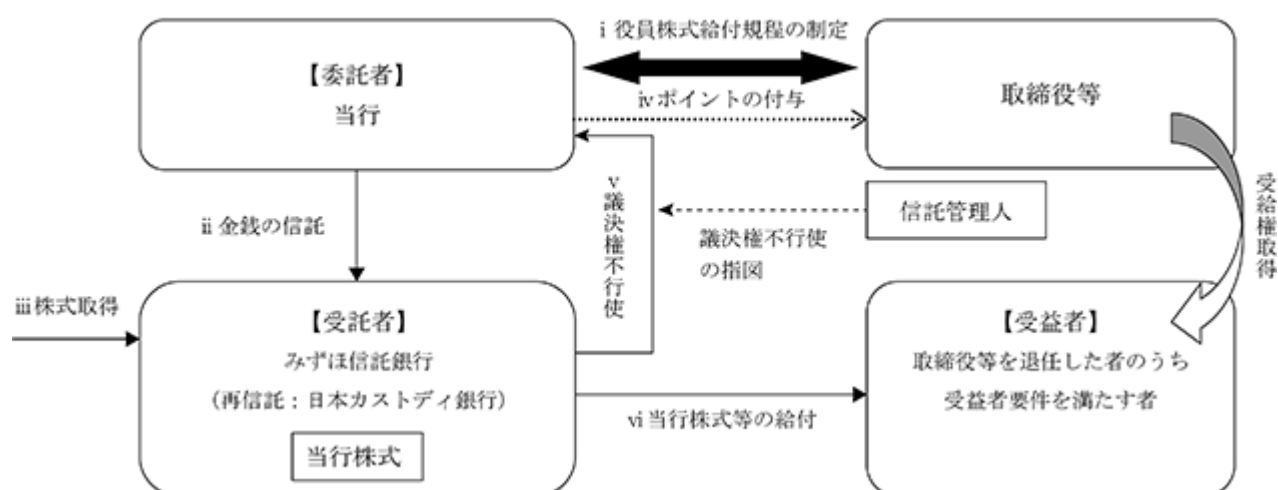 ⅰ 役員株式給付規程の制定
【委託者】
当行
取締役等
ⅳポイントの付与
ⅴ議決権不行使
信託管理人
受給権取得
ⅱ 金銭の信託
議決権不行使
の指図
ⅲ株式取得
【受託者】
みずほ信託銀行
(再信託:日本カストディ銀行)
当行株式
【受益者】
取締役等を退任した者のうち
受益者要件を満たす者
ⅵ 当行株式等の給付